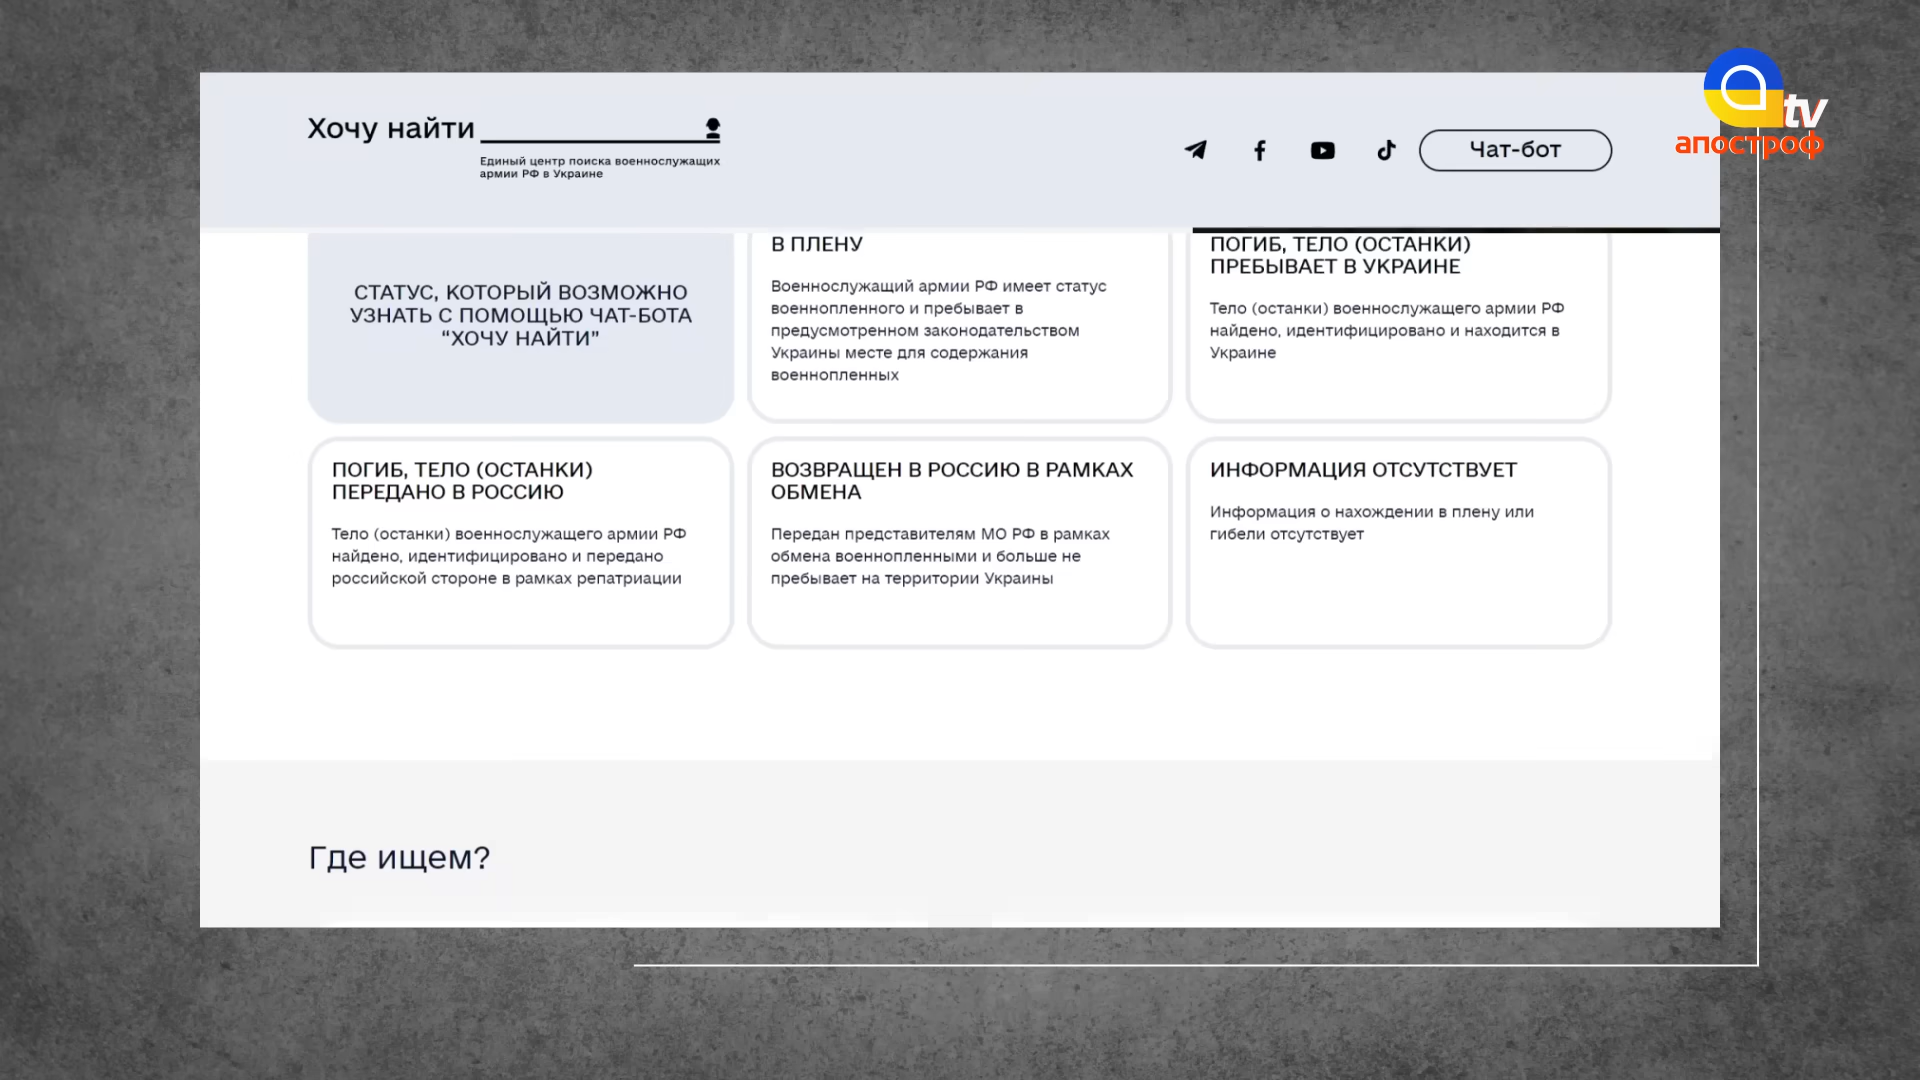 tv
апостроф
Хочу найти
Единый центр поиска военнослужащих
армии РФ в Украине
Чат-бот
СТАТУС, КОТОРЫЙ ВОЗМОЖНО
УЗНАТЬ С ПОМОЩЬЮ ЧАТ-БОТА
“ХОЧУ НАЙТИ”
В ПЛЕНУ
Военнослужащий армии РФ имеет статус
военнопленного и пребывает в
предусмотренном законодательством
Украины месте для содержания
военнопленных
ПОГИБ, ТЕЛО (ОСТАНКИ)
ПРЕБЫВАЕТ В УКРАИНЕ
Тело (останки) военнослужащего армии РФ
найдено, идентифицировано и находится в
Украине
ПОГИБ, ТЕЛО (ОСТАНКИ)
ПЕРЕДАНО В РОССИЮ
Тело (останки) военнослужащего армии РФ
найдено, идентифицировано и передано
российской стороне в рамках репатриации
ВОЗВРАЩЕН В РОССИЮ В РАМКАХ
ОБМЕНА
Передан представителям МО РФ в рамках
обмена военнопленными и больше не
пребывает на территории Украины
ИНФОРМАЦИЯ ОТСУТСТВУЕТ
Информация о нахождении в плену или
гибели отсутствует
Где ищем?